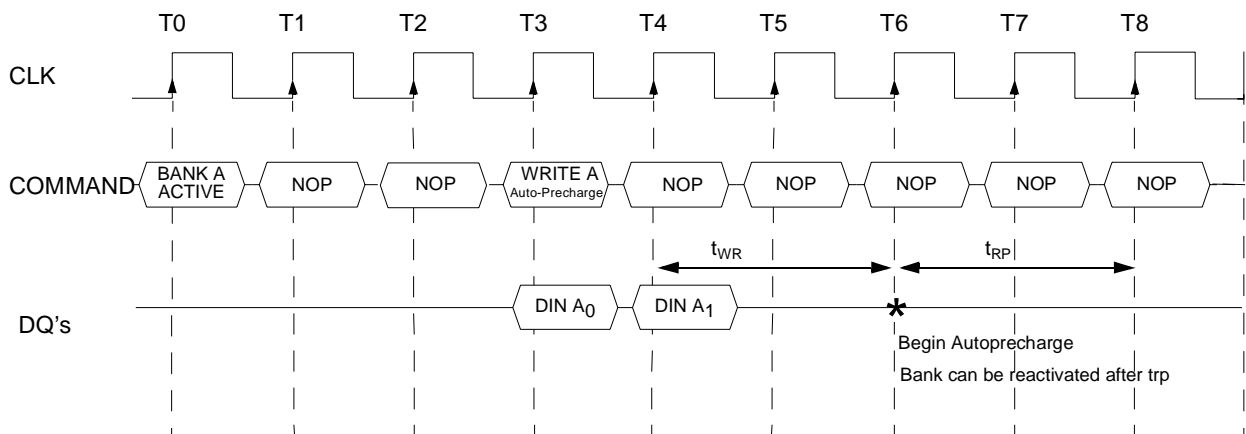 T0 T1 T2 T3 T4 T5 T6 T7 T8
CLK
COMMAND BANK A ACTIVE NOP NOP WRITE A Auto-Precharge NOP NOP NOP NOP NOP
tWR tRP
DQ's DIN A0 DIN A1 *
Begin Autoprecharge
Bank can be reactivated after trp